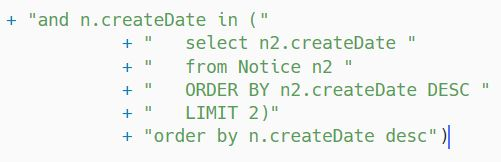 + "and n.createDate in ("
+ "   select n2.createDate "
+ "   from Notice n2 "
+ "   ORDER BY n2.createDate DESC "
+ "   LIMIT 2)"
+ "order by n.createDate desc")